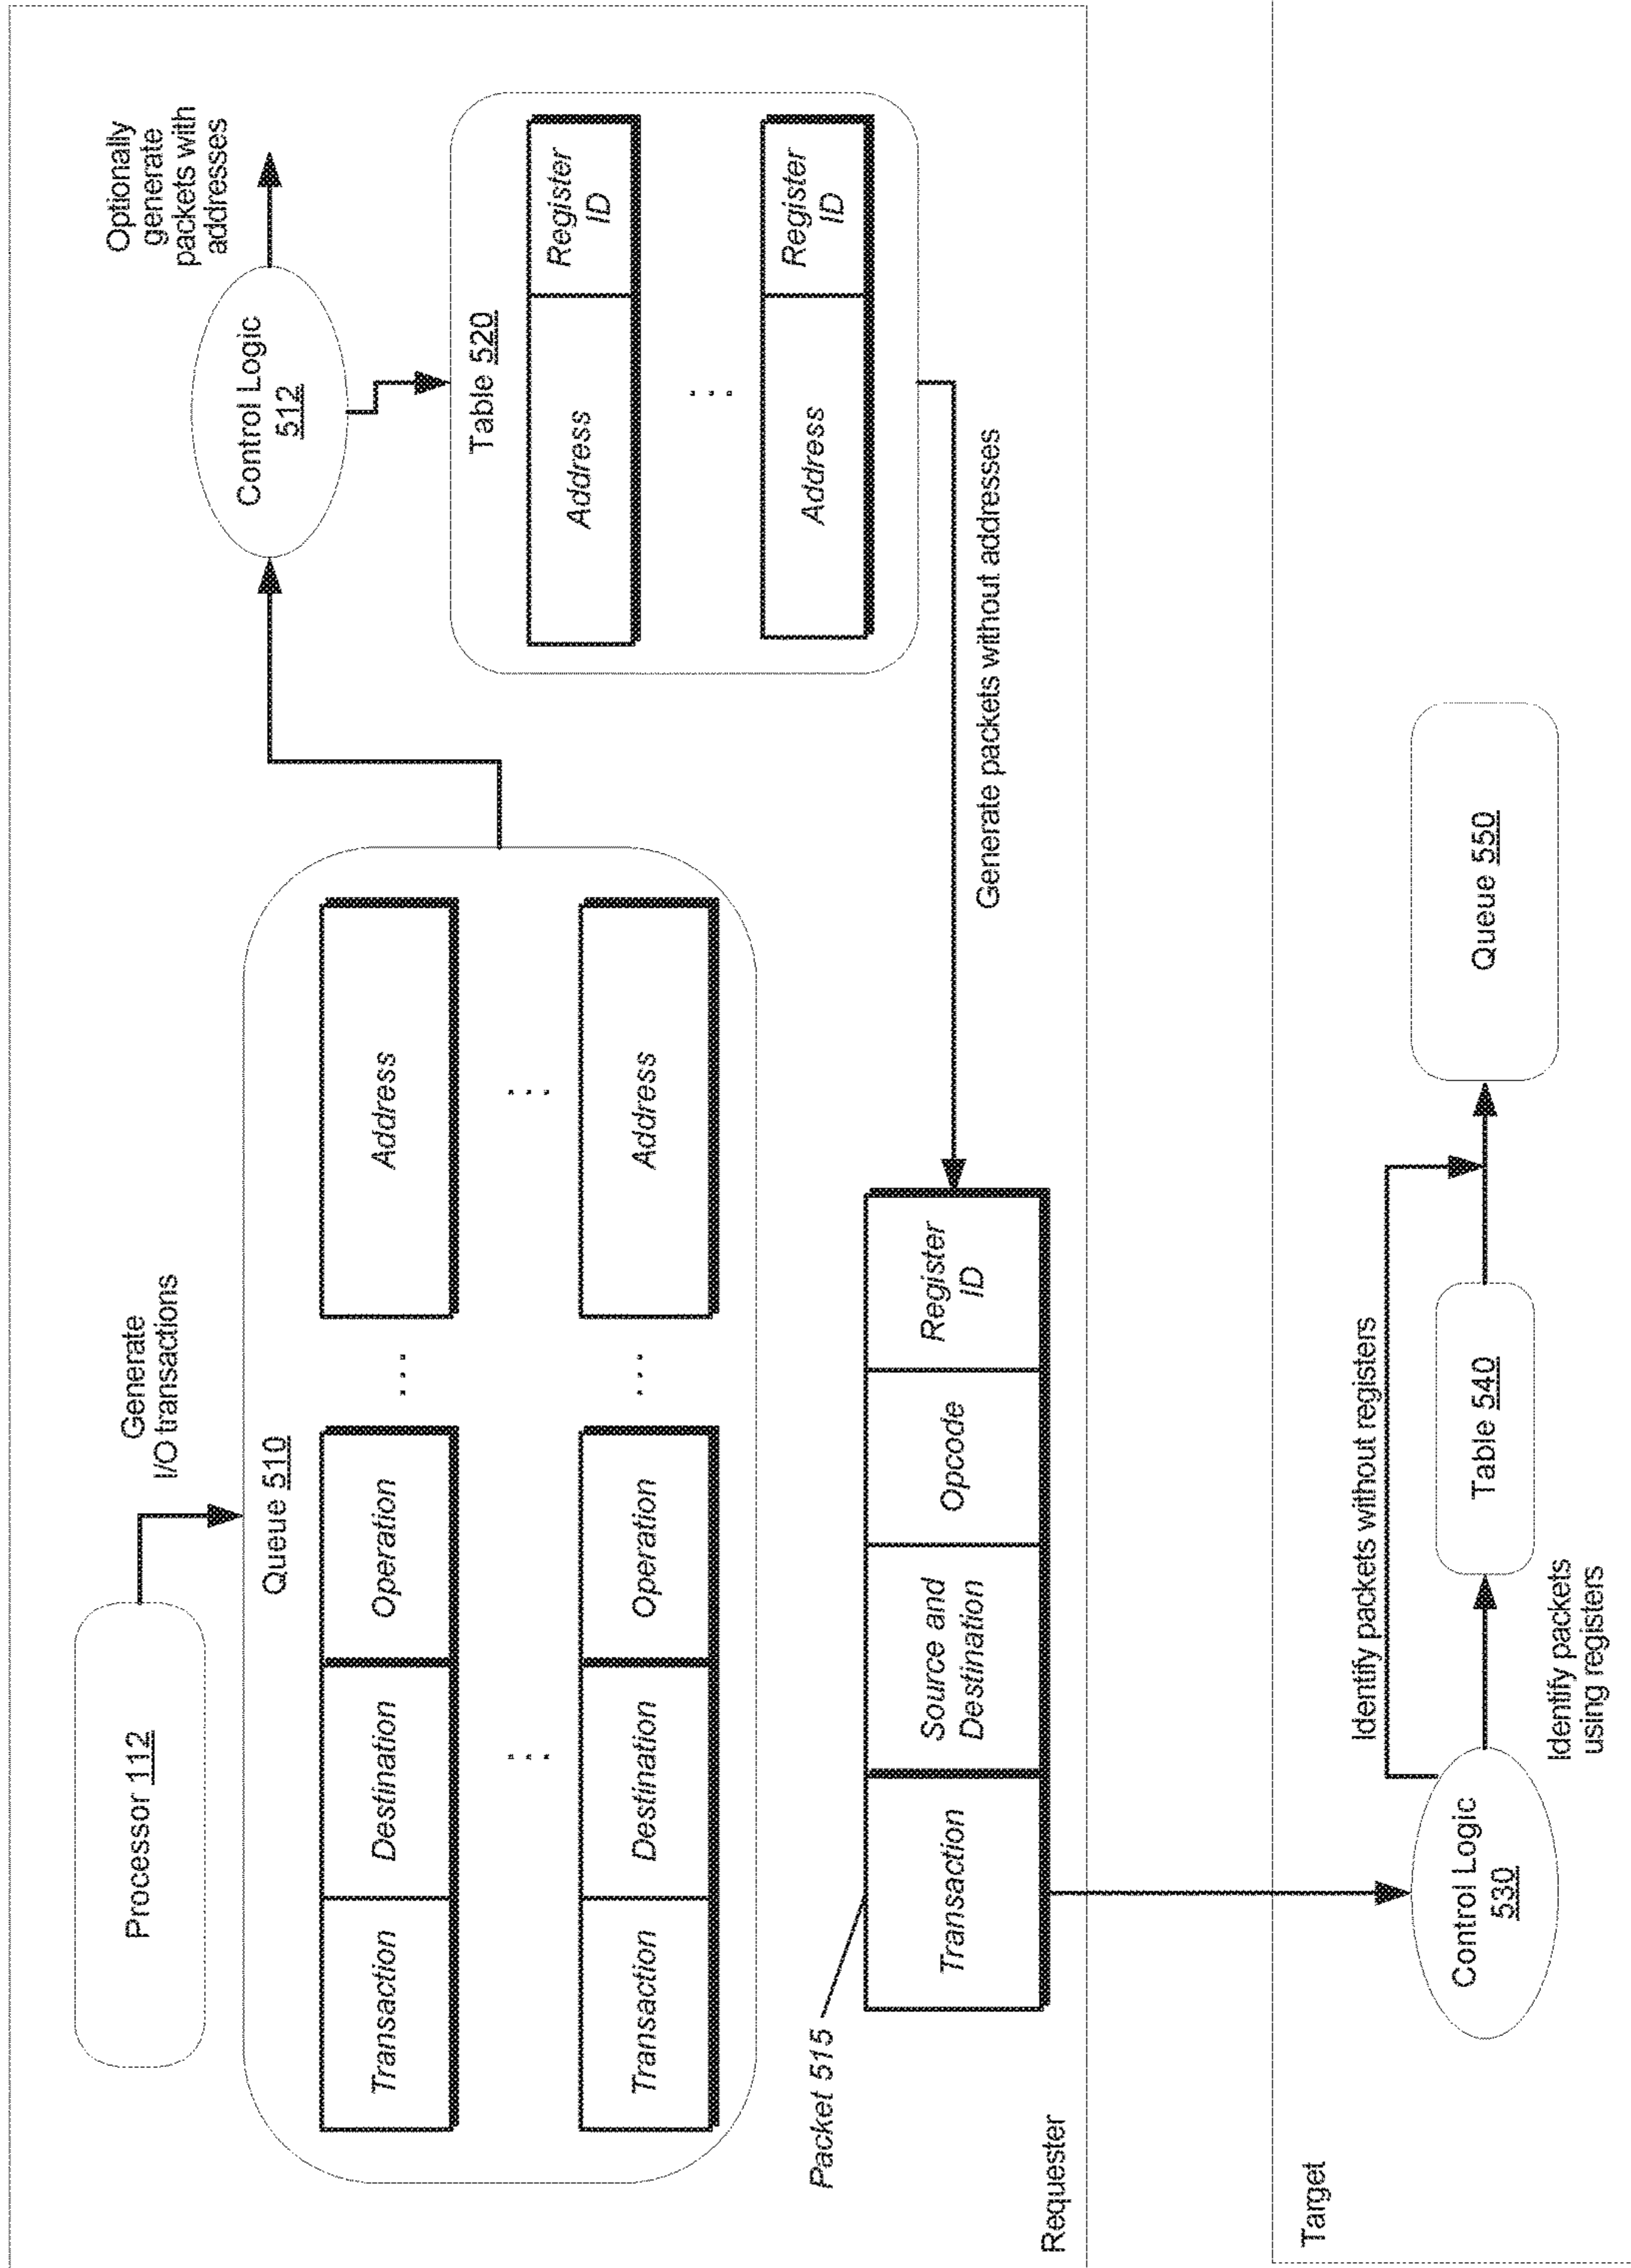 Processor 112
Generate
I/O transactions
Queue 510
Transaction
Destination
Operation
...
Address
...
...
Transaction
Destination
Operation
...
Address
Control Logic
512
Optionally
generate
packets with
addresses
Table 520
Address
Register
ID
...
Address
Register
ID
Generate packets without addresses
Packet 515
Transaction
Source and
Destination
Opcode
Register
ID
Requester
Target
Control Logic
530
Identify packets without registers
Identify packets
using registers
Table 540
Queue 550